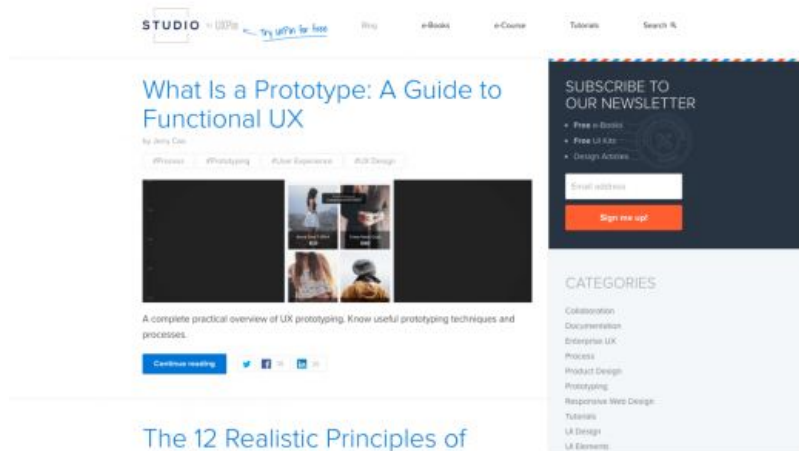 STUDIO by UXPin
Try UXPin for free
Blog
e-Books
e-Course
Tutorials
Search
What Is a Prototype: A Guide to
Functional UX
by Jerry Cao
#Process
#Prototyping
#User Experience
#UX Design
A complete practical overview of UX prototyping. Know useful prototyping techniques and
processes.
Continue reading
The 12 Realistic Principles of
SUBSCRIBE TO
OUR NEWSLETTER
Free e-Books
Free UI Kits
Design Articles
Email address
Sign me up!
CATEGORIES
Collaboration
Documentation
Enterprise UX
Process
Product Design
Prototyping
Responsive Web Design
Tutorials
UI Design
UI Elements